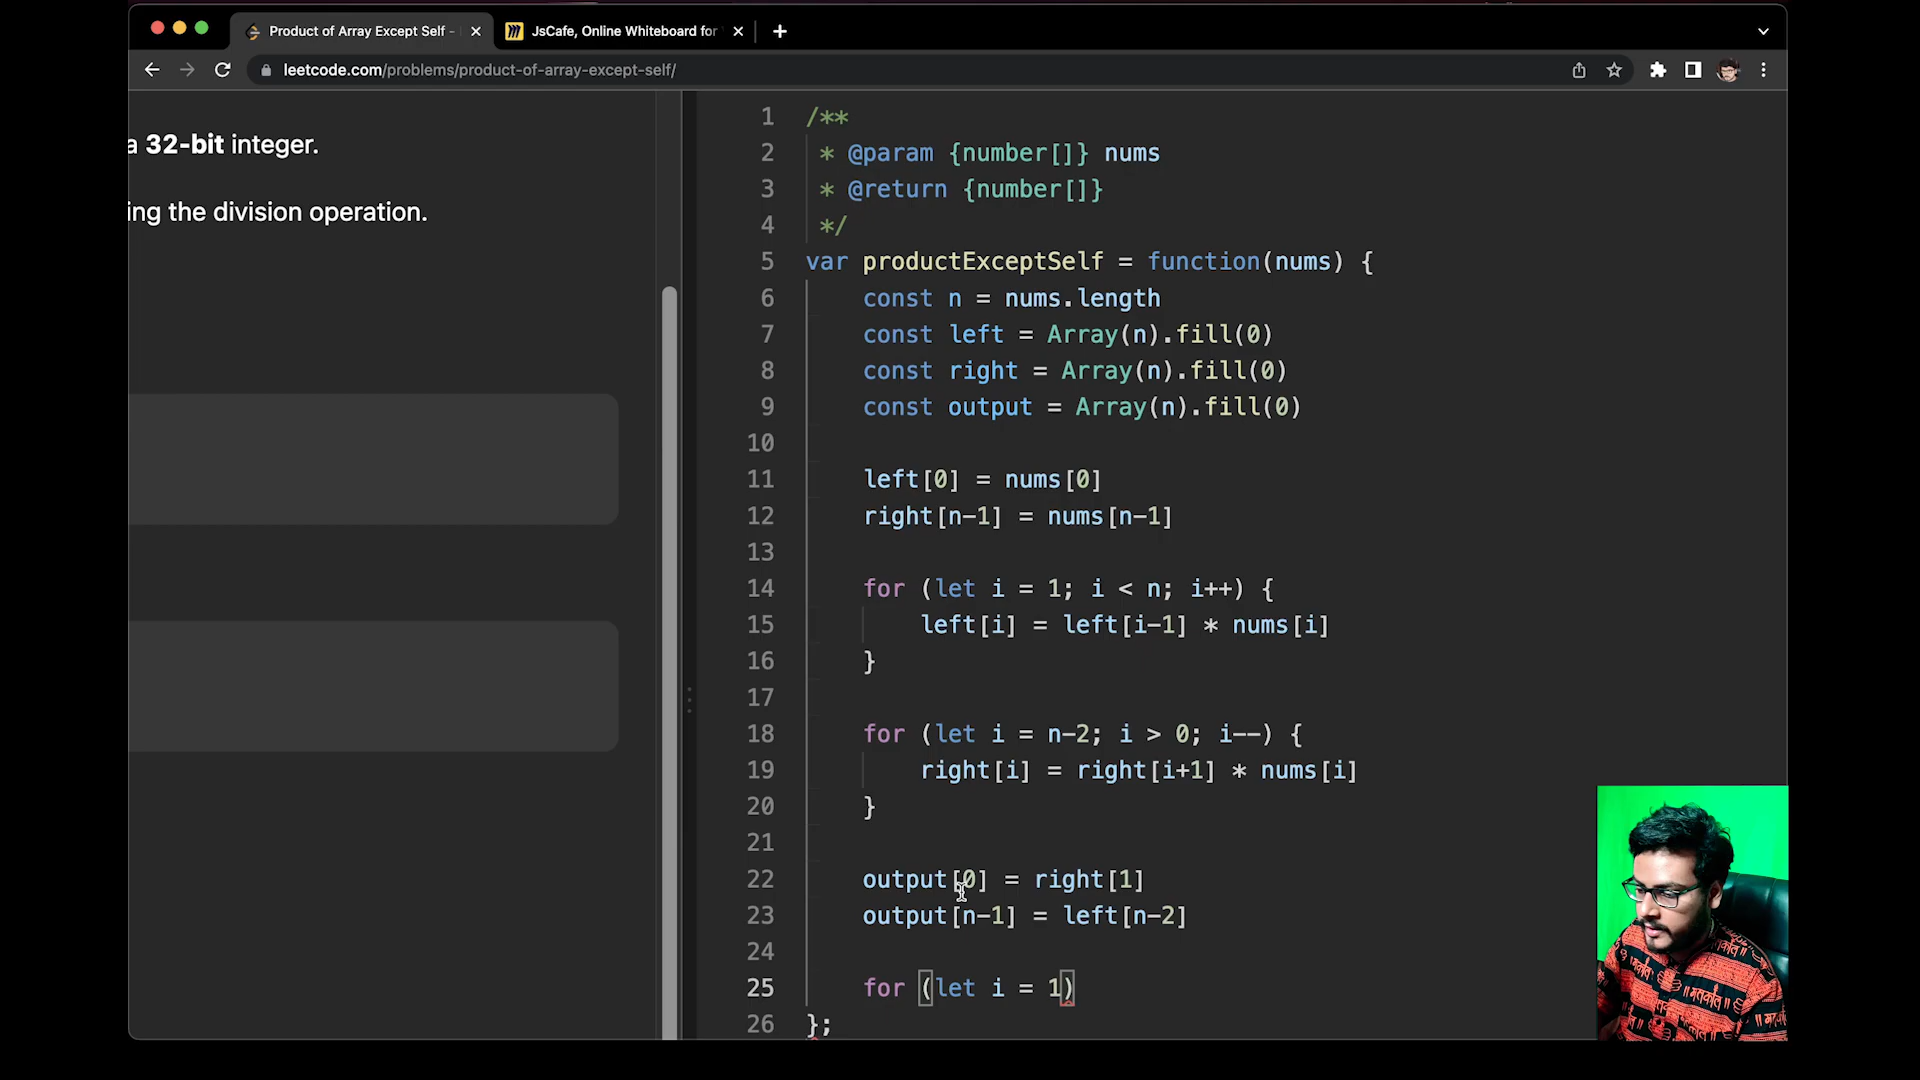 Product of Array Except Self -
JsCafe, Online Whiteboard for
leetcode.com/problems/product-of-array-except-self/
a 32-bit integer.
ing the division operation.
1 /**
2 * @param {number[]} nums
3 * @return {number[]}
4 */
5 var productExceptSelf = function(nums) {
6 const n = nums.length
7 const left = Array(n).fill(0)
8 const right = Array(n).fill(0)
9 const output = Array(n).fill(0)
10
11 left[0] = nums[0]
12 right[n-1] = nums[n-1]
13
14 for (let i = 1; i < n; i++) {
15 left[i] = left[i-1] * nums[i]
16 }
17
18 for (let i = n-2; i > 0; i--) {
19 right[i] = right[i+1] * nums[i]
20 }
21
22 output[0] = right[1]
23 output[n-1] = left[n-2]
24
25 for (let i = 1)
26 };